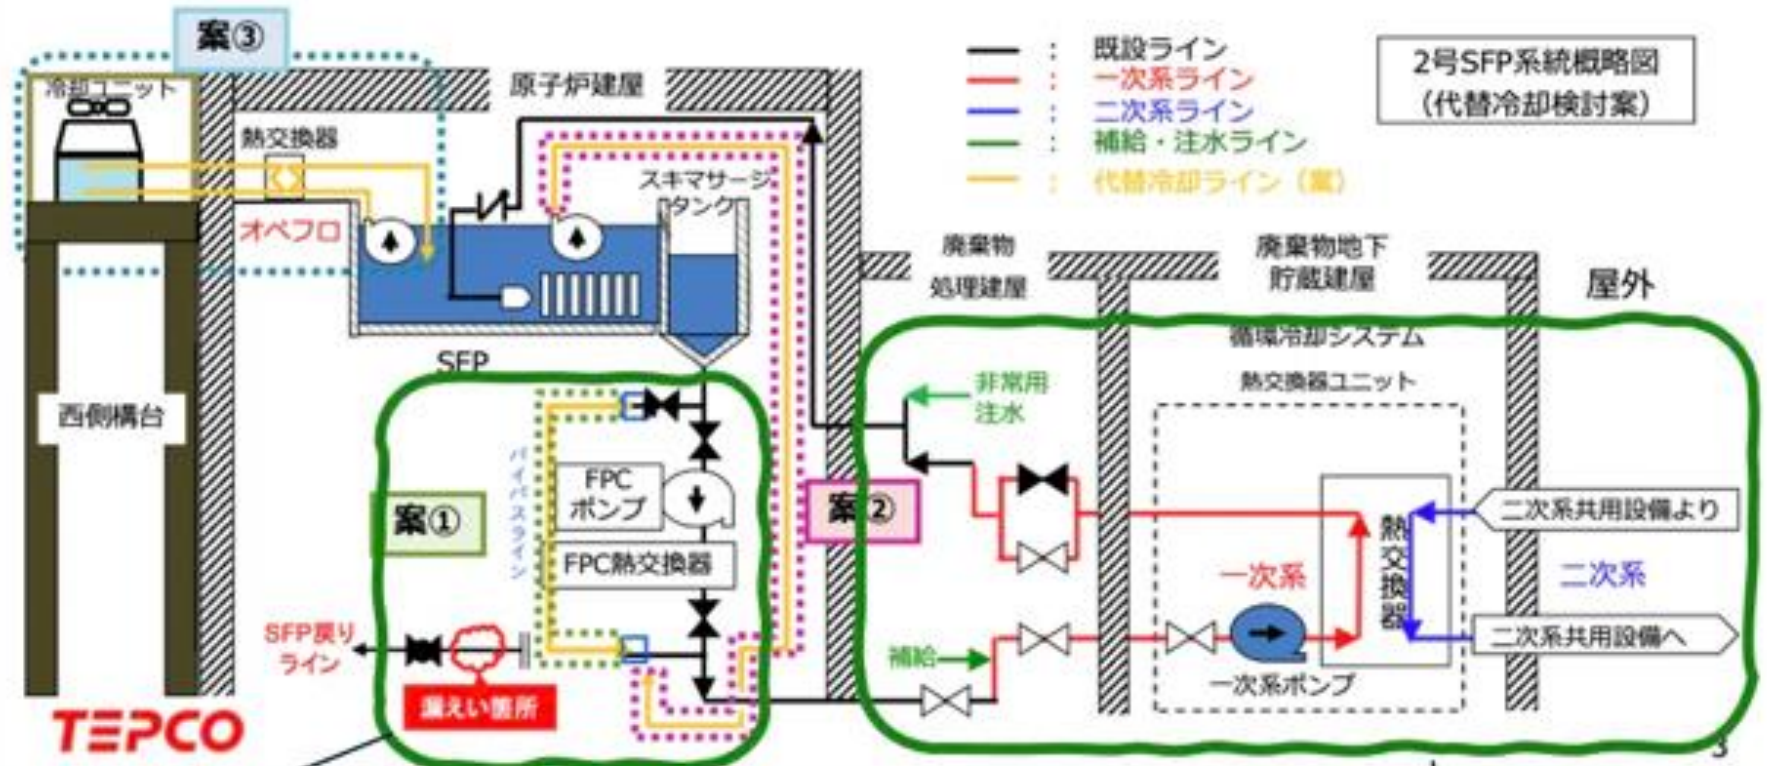 案③
冷却ユニット
原子炉建屋
熱交換器
オペフロ
スキマサージ
タンク
SFP
西側構台
： 既設ライン
： 一次系ライン
： 二次系ライン
： 補給・注水ライン
： 代替冷却ライン（案）
2号SFP系統概略図
（代替冷却検討案）
廃棄物
処理建屋
廃棄物地下
貯蔵建屋
屋外
循環冷却システム
熱交換器ユニット
非常用
注水
バイパスライン
FPC
ポンプ
FPC熱交換器
案①
案②
熱交換器
二次系共用設備より
一次系
二次系
二次系共用設備へ
SFP戻り
ライン
漏えい箇所
補給
一次系ポンプ
TEPCO
3